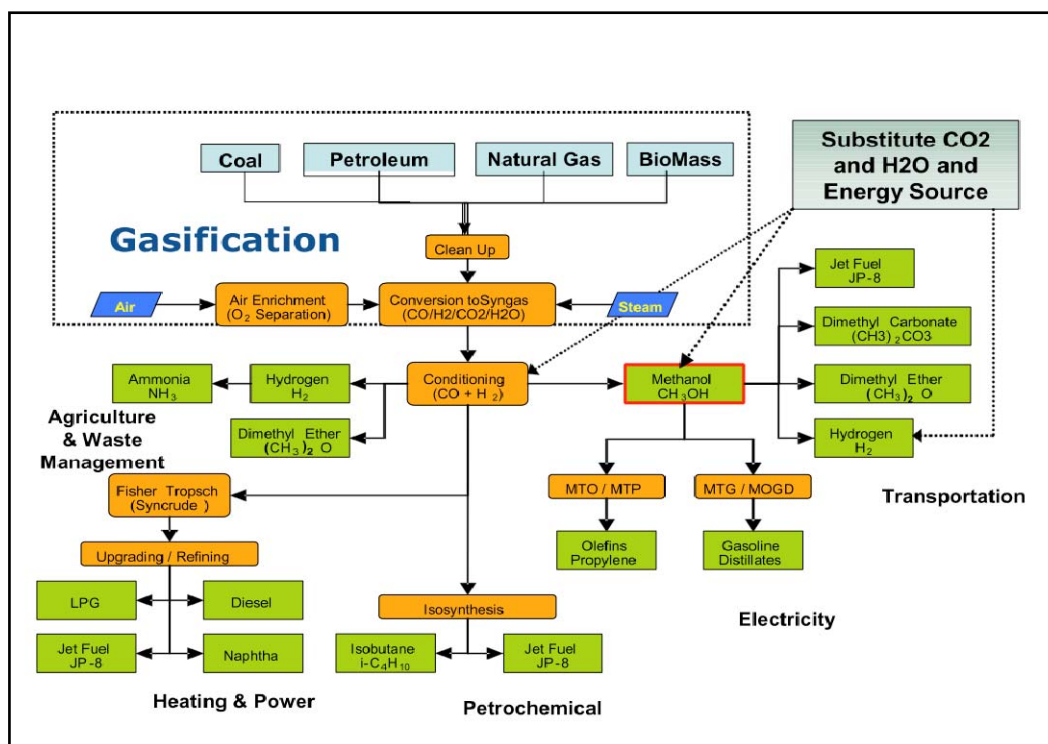 Coal
Petroleum
Natural Gas
BioMass
Substitute CO2
and H2O and
Energy Source
Gasification
Clean Up
Air
Air Enrichment
(O₂ Separation)
Conversion toSyngas
(CO/H2/CO2/H2O)
Steam
Jet Fuel
JP-8
Dimethyl Carbonate
(CH3)₂CO3
Ammonia
NH₃
Hydrogen
H₂
Conditioning
(CO + H₂)
Methanol
CH₃OH
Dimethyl Ether
(CH₃)₂ O
Agriculture
& Waste
Management
Dimethyl Ether
(CH₃)₂ O
Hydrogen
H₂
Fisher Tropsch
(Syncrude )
MTO / MTP
MTG / MOGD
Transportation
Upgrading / Refining
Olefins
Propylene
Gasoline
Distillates
LPG
Diesel
Isosynthesis
Electricity
Jet Fuel
JP-8
Naphtha
Isobutane
i-C₄H₁₀
Jet Fuel
JP-8
Heating & Power
Petrochemical